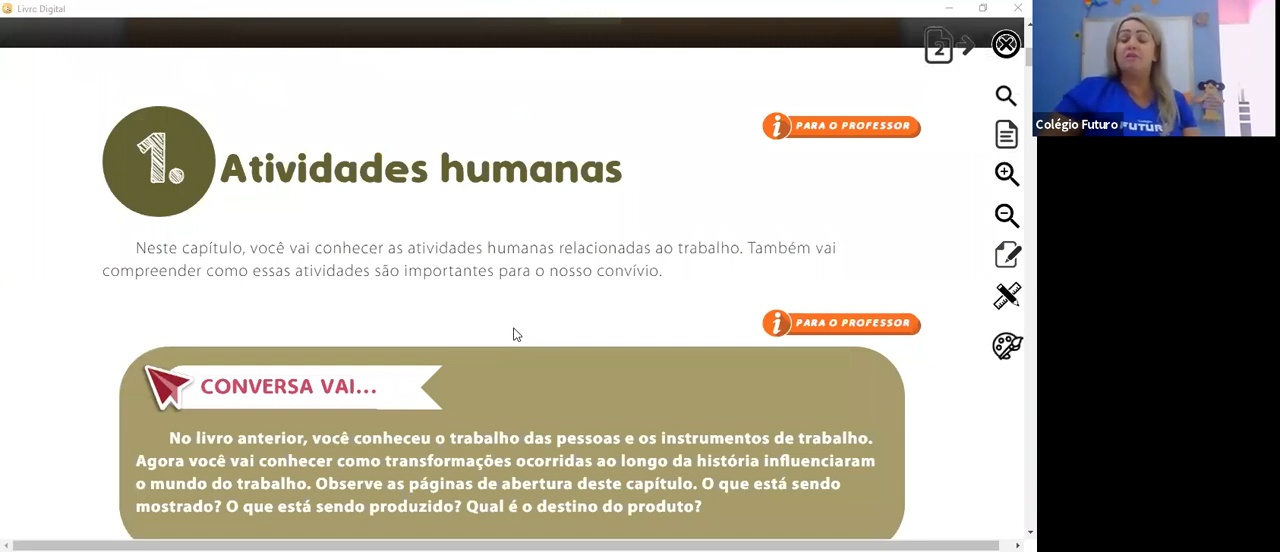 Livro Digital
2
1.
Atividades humanas
PARA O PROFESSOR
Neste capítulo, você vai conhecer as atividades humanas relacionadas ao trabalho. Também vai
compreender como essas atividades são importantes para o nosso convívio.
PARA O PROFESSOR
CONVERSA VAI...
No livro anterior, você conheceu o trabalho das pessoas e os instrumentos de trabalho.
Agora você vai conhecer como transformações ocorridas ao longo da história influenciaram
o mundo do trabalho. Observe as páginas de abertura deste capítulo. O que está sendo
mostrado? O que está sendo produzido? Qual é o destino do produto?
Colégio Futuro
FUTUR